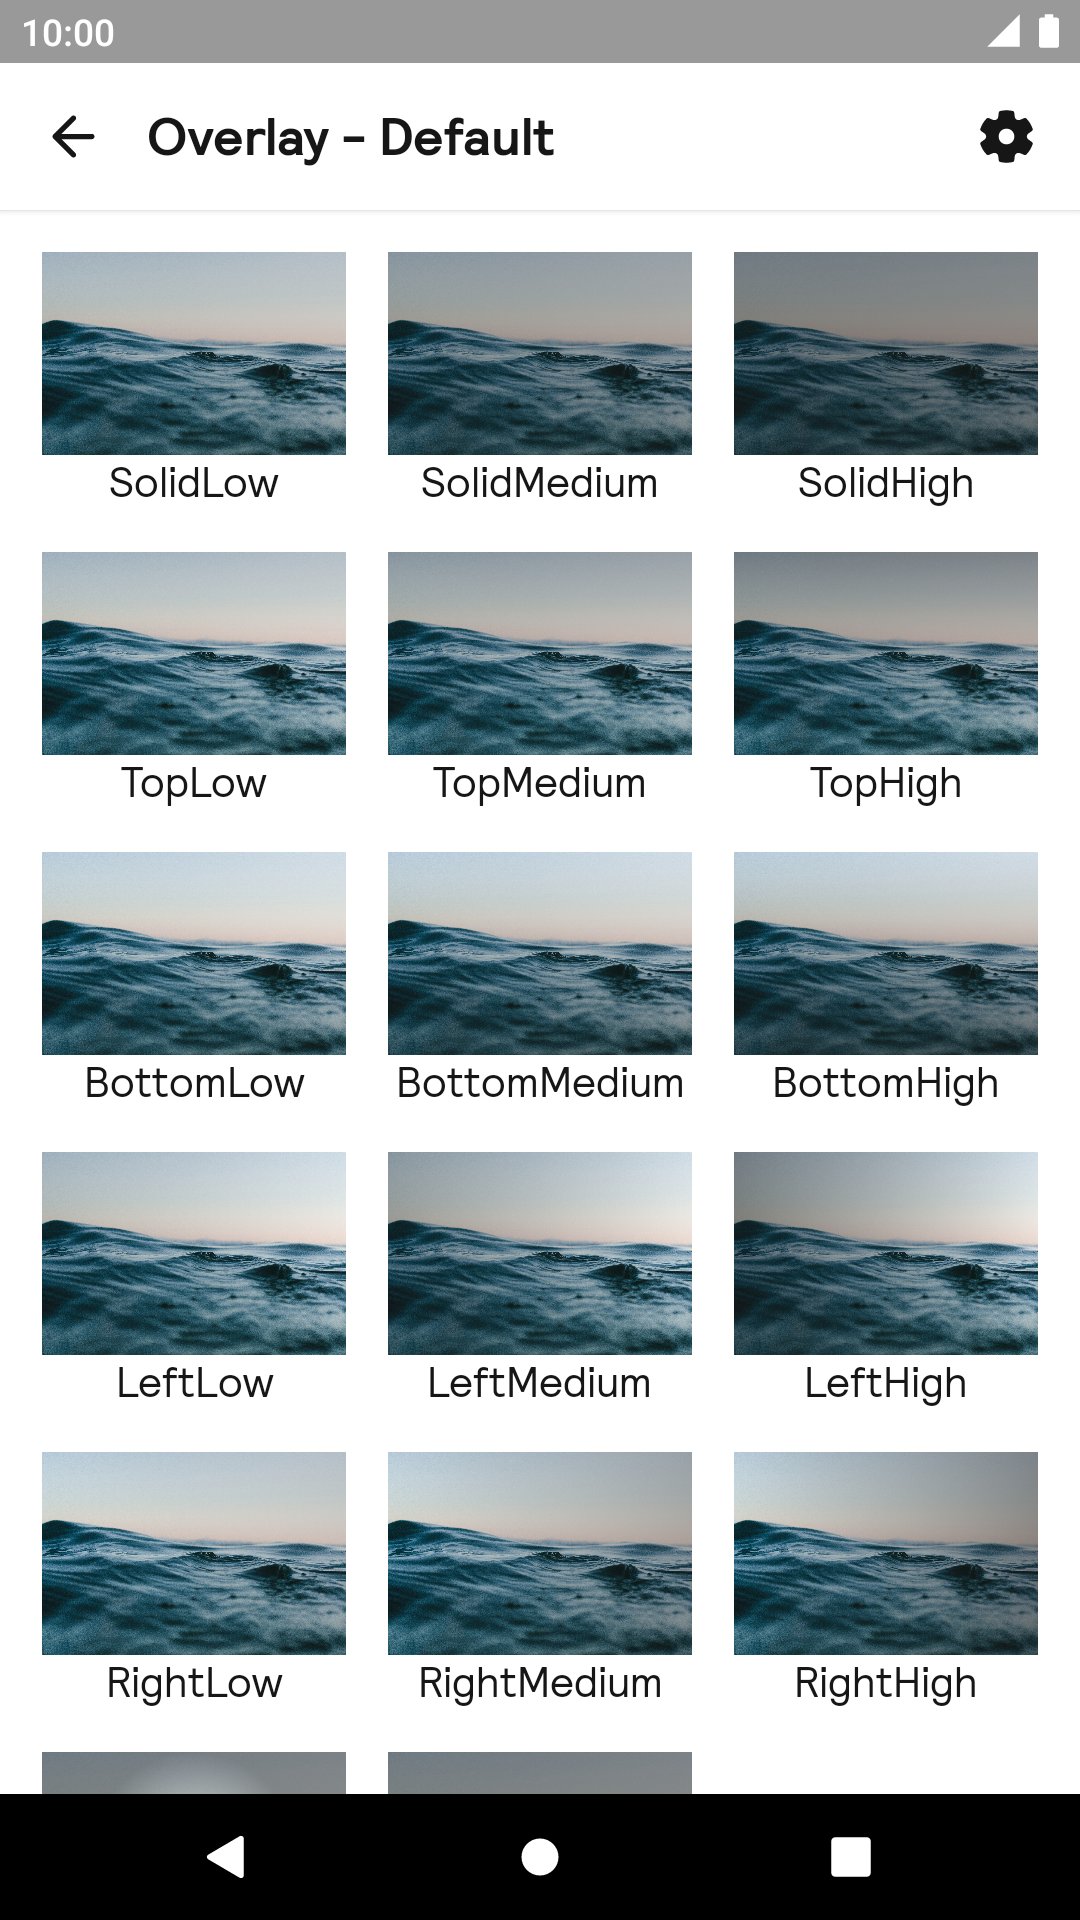 10:00
Overlay - Default
SolidLow SolidMedium SolidHigh
TopLow TopMedium TopHigh
BottomLow BottomMedium BottomHigh
LeftLow LeftMedium LeftHigh
RightLow RightMedium RightHigh